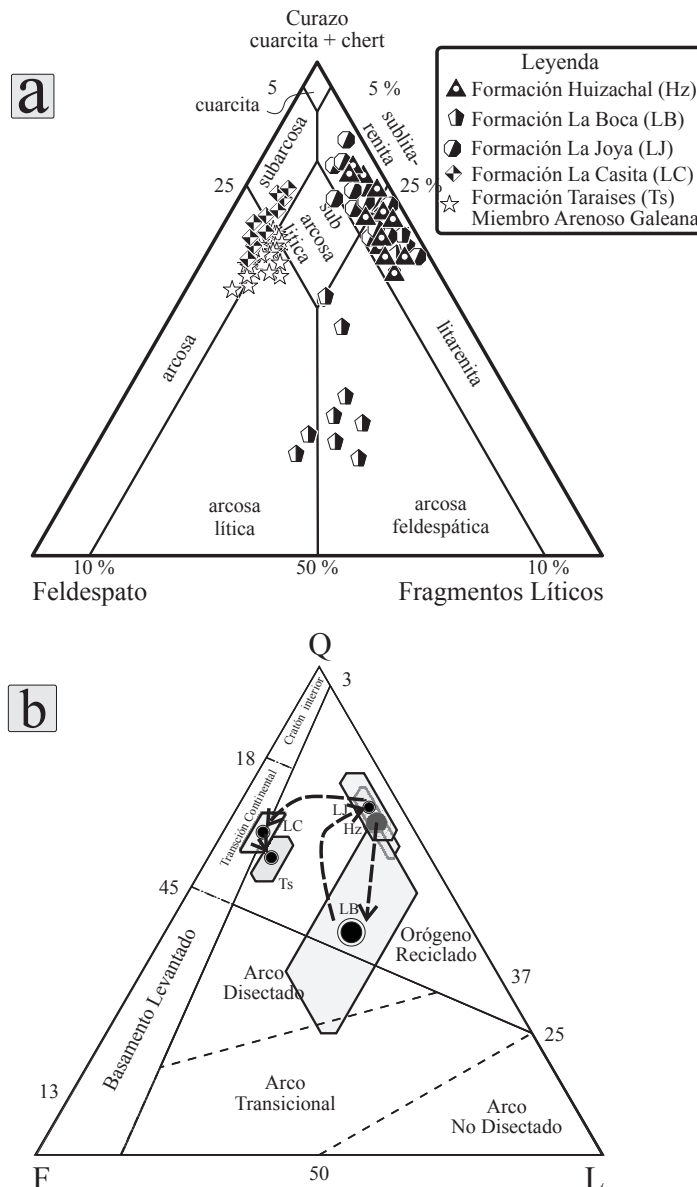 a
Curazo
cuarcita + chert
5
5 %
cuarcita
subarcosa
sublita-
renita
25
25 %
sub
arcosa
lítica
arcosa
litarenita
arcosa
lítica
arcosa
feldespática
10 %
50 %
10 %
Feldespato
Fragmentos Líticos
Leyenda
Formación Huizachal (Hz)
Formación La Boca (LB)
Formación La Joya (LJ)
Formación La Casita (LC)
Formación Taraises (Ts)
Miembro Arenoso Galeana
b
Q
3
Cratón interior
18
Transción Continental
LJ
Hz
LC
Ts
45
LB
Orógeno
Reciclado
Arco
Disectado
37
Basamento Levantado
25
13
Arco
Transicional
Arco
No Disectado
F
50
L